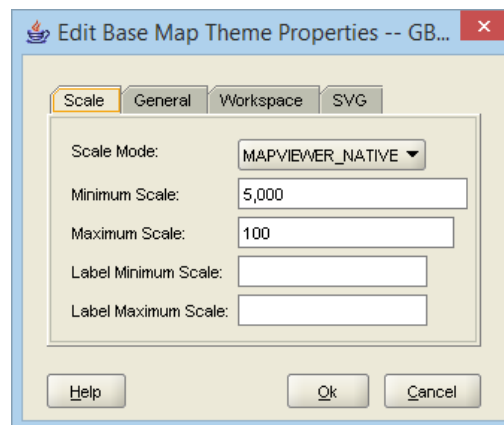 Edit Base Map Theme Properties -- GB...
Scale General Workspace SVG
Scale Mode: MAPVIEWER_NATIVE
Minimum Scale: 5,000
Maximum Scale: 100
Label Minimum Scale:
Label Maximum Scale:
Help Ok Cancel